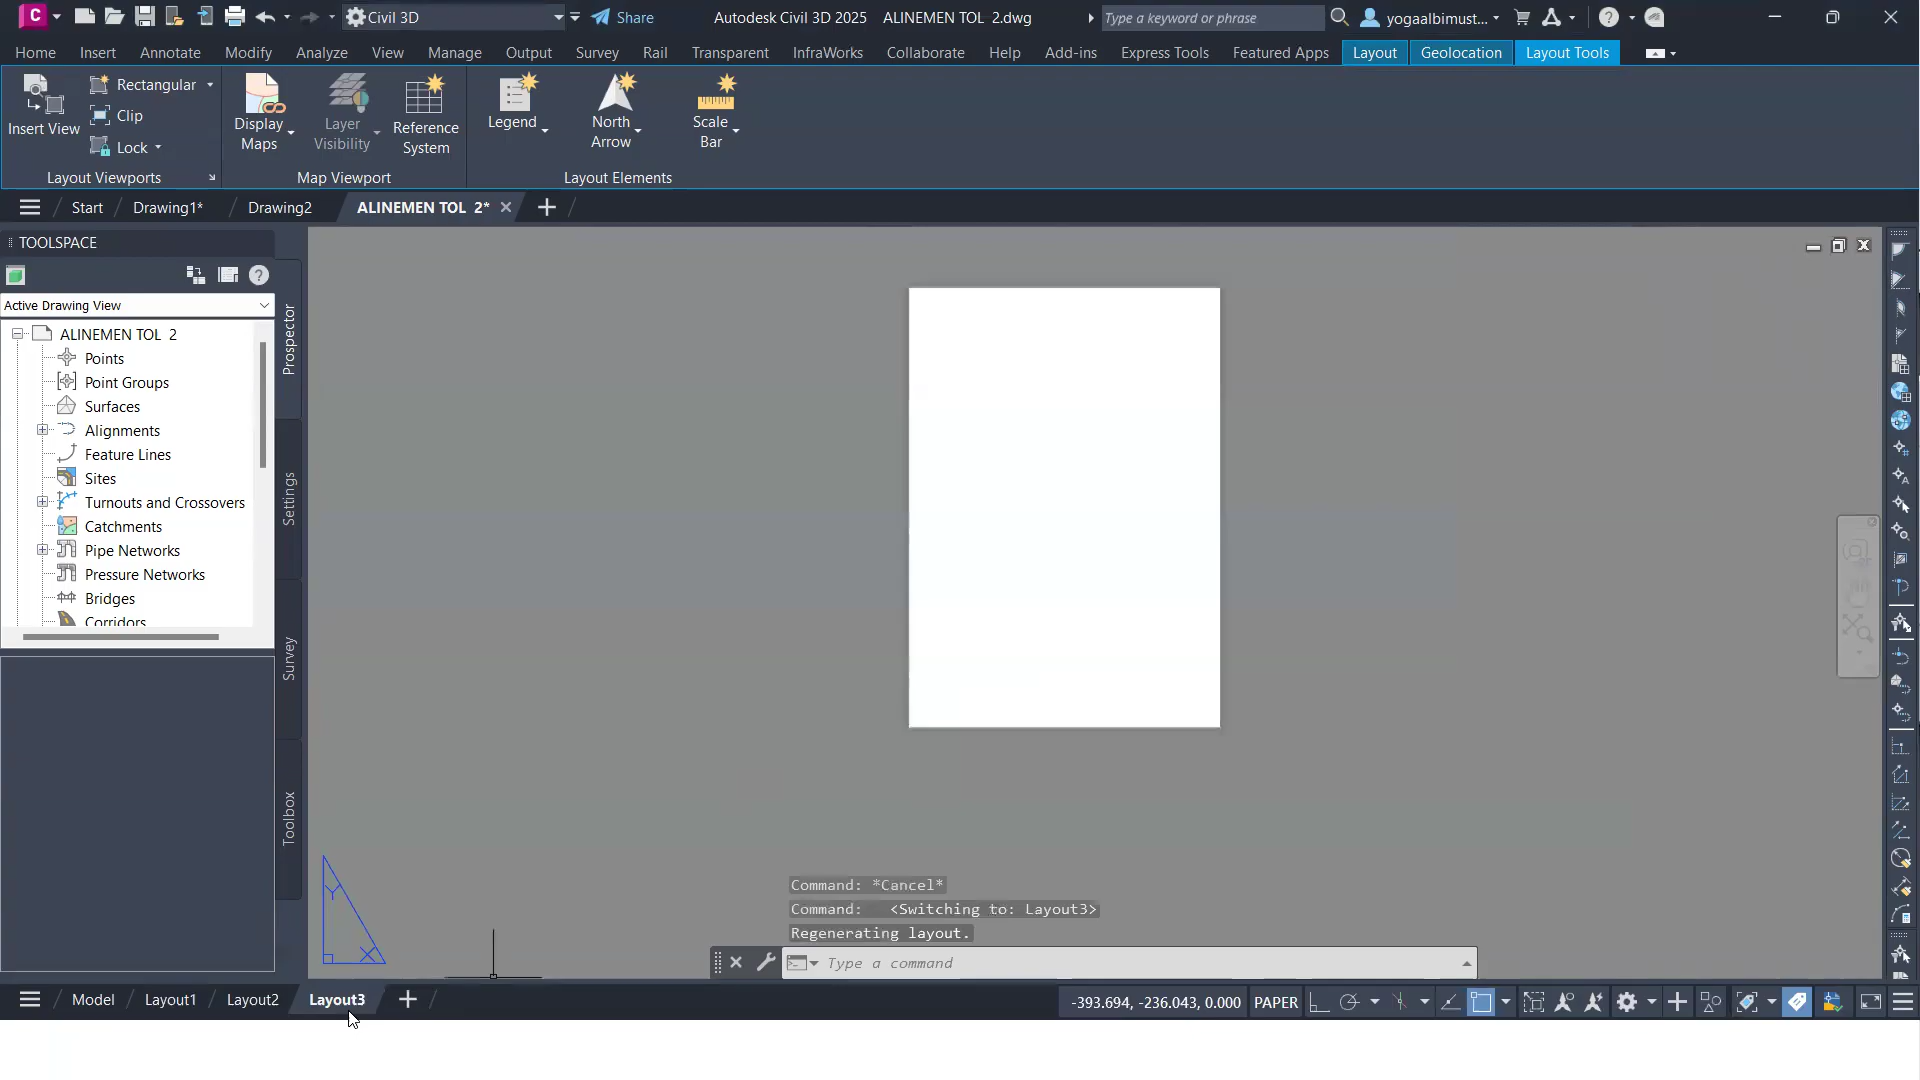 C
Civil 3D
Share
Autodesk Civil 3D 2025 ALINEMEN TOL 2.dwg
Type a keyword or phrase
yogaalbimust...
Home Insert Annotate Modify Analyze View Manage Output Survey Rail Transparent InfraWorks Collaborate Help Add-ins Express Tools Featured Apps Layout Geolocation Layout Tools
Insert View
Rectangular
Clip
Lock
Display Maps
Layer Visibility
Reference System
Legend
North Arrow
Scale Bar
Layout Viewports
Map Viewport
Layout Elements
Start
Drawing1*
Drawing2
ALINEMEN TOL 2*
TOOLSPACE
Active Drawing View
ALINEMEN TOL 2
Points
Point Groups
Surfaces
Alignments
Feature Lines
Sites
Turnouts and Crossovers
Catchments
Pipe Networks
Pressure Networks
Bridges
Corridors
Prospector
Settings
Survey
Toolbox
Y
X
Command: *Cancel*
Command: <Switching to: Layout3>
Regenerating layout.
Type a command
Model
Layout1
Layout2
Layout3
-393.694, -236.043, 0.000
PAPER